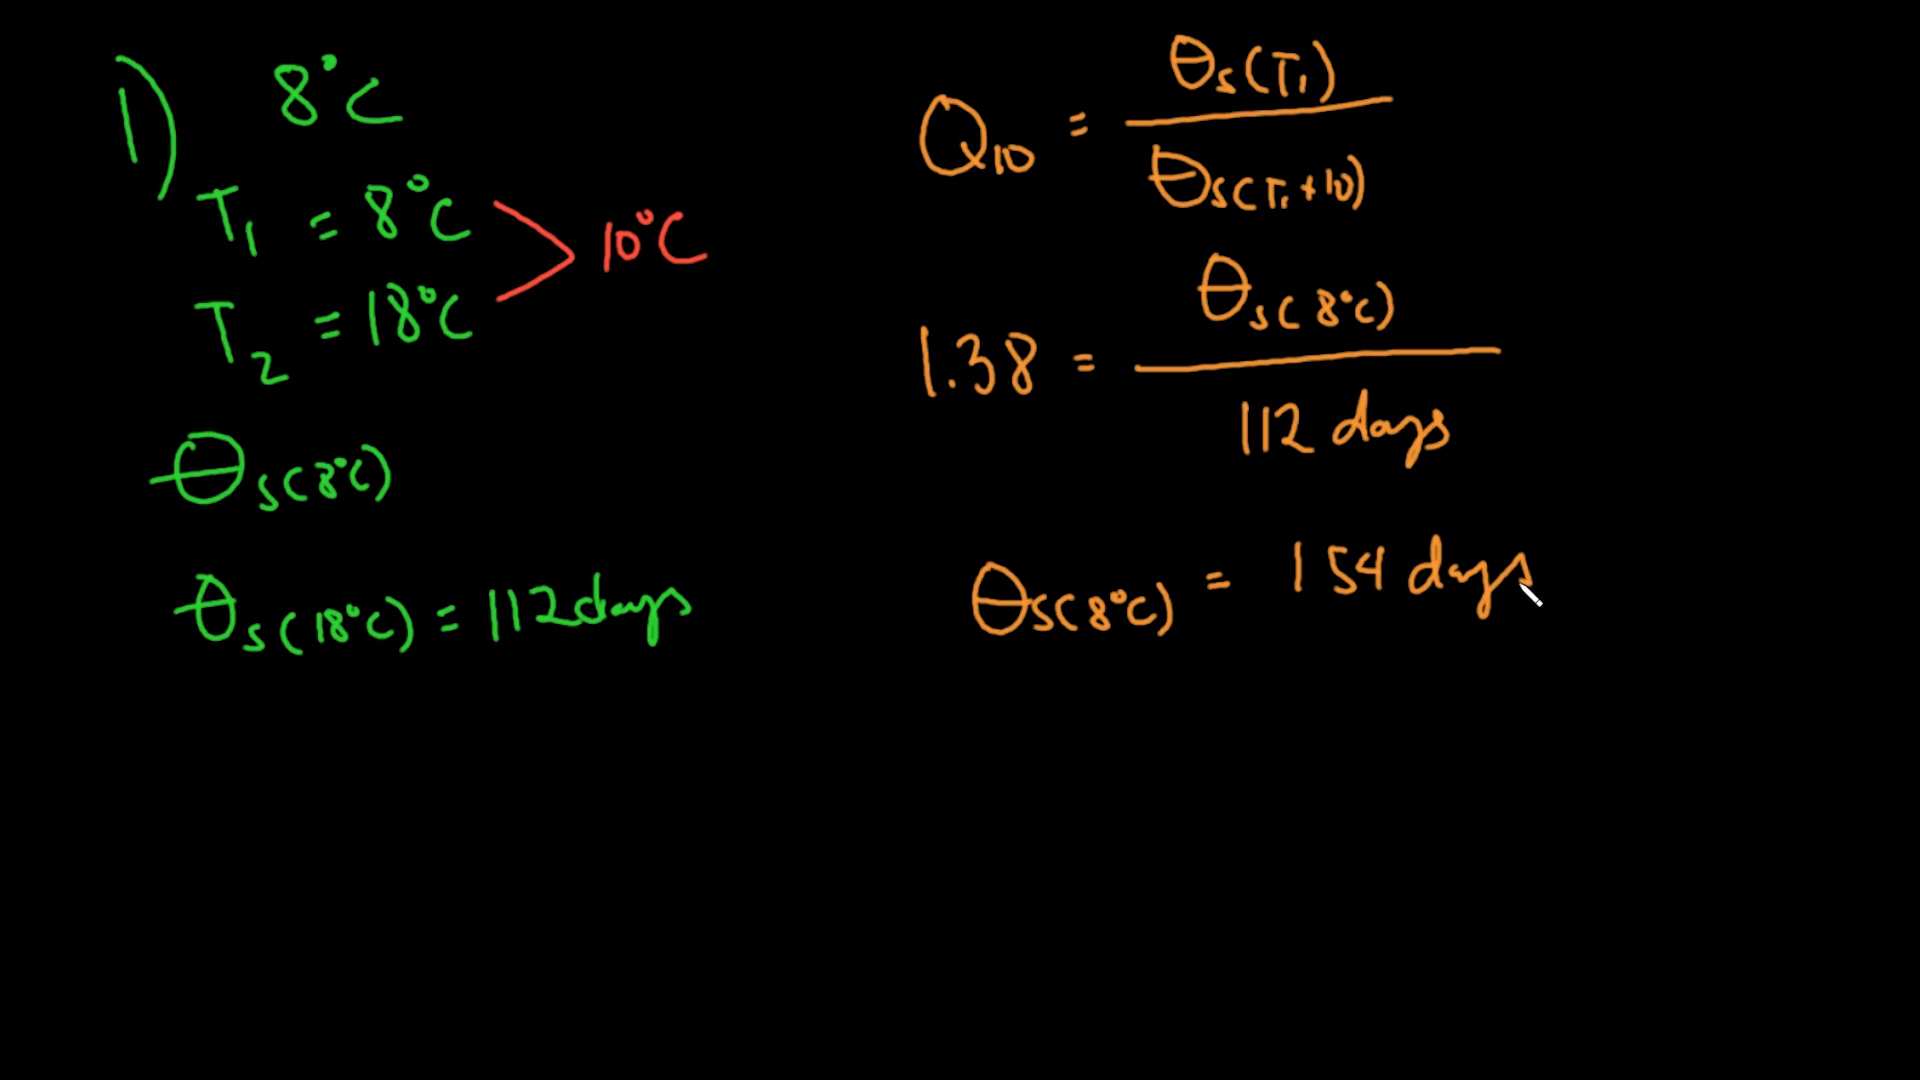 1) 8°C
T₁ = 8°C
10°C
T₂ = 18°C
θs(8°C)
θs(18°C) = 112 days
Q₁₀ = θs(T₁) / θs(T₁+10)
1.38 = θs(8°C) / 112 days
θs(8°C) = 154 days